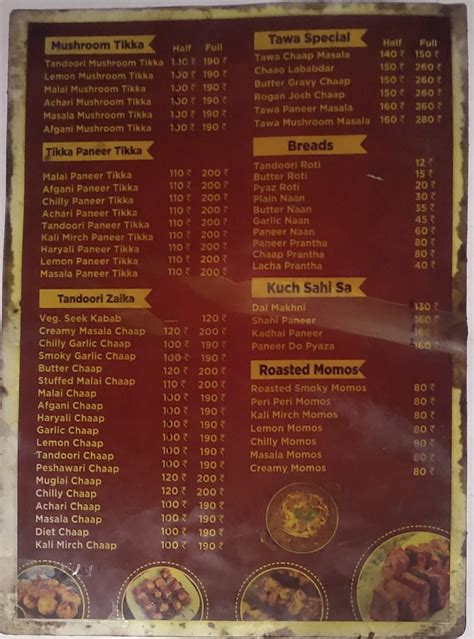 Mushroom Tikka Half Full
Tandoori Mushroom Tikka 100 ₹ 190 ₹
Lemon Mushroom Tikka 100 ₹ 190 ₹
Malai Mushroom Tikka 100 ₹ 190 ₹
Achari Mushroom Tikka 100 ₹ 190 ₹
Masala Mushroom Tikka 100 ₹ 190 ₹
Afgani Mushroom Tikka 100 ₹ 190 ₹
Tikka Paneer Tikka
Malai Paneer Tikka 110 ₹ 200 ₹
Afgani Paneer Tikka 110 ₹ 200 ₹
Chilly Paneer Tikka 110 ₹ 200 ₹
Achari Paneer Tikka 110 ₹ 200 ₹
Tandoori Paneer Tikka 110 ₹ 200 ₹
Kali Mirch Paneer Tikka 110 ₹ 200 ₹
Haryali Paneer Tikka 110 ₹ 200 ₹
Lemon Paneer Tikka 110 ₹ 200 ₹
Masala Paneer Tikka 110 ₹ 200 ₹
Tandoori Zaika
Veg. Seek Kabab 120 ₹
Creamy Masala Chaap 120 ₹ 200 ₹
Chilly Garlic Chaap 100 ₹ 190 ₹
Smoky Garlic Chaap 100 ₹ 190 ₹
Butter Chaap 120 ₹ 200 ₹
Stuffed Malai Chaap 120 ₹ 200 ₹
Malai Chaap 100 ₹ 190 ₹
Afgani Chaap 100 ₹ 190 ₹
Haryali Chaap 100 ₹ 190 ₹
Garlic Chaap 100 ₹ 190 ₹
Lemon Chaap 100 ₹ 190 ₹
Tandoori Chaap 100 ₹ 190 ₹
Peshawari Chaap 100 ₹ 190 ₹
Muglai Chaap 120 ₹ 200 ₹
Chilly Chaap 120 ₹ 200 ₹
Achari Chaap 100 ₹ 190 ₹
Masala Chaap 100 ₹ 190 ₹
Diet Chaap 100 ₹ 190 ₹
Kali Mirch Chaap 100 ₹ 190 ₹
Tawa Special Half Full
Tawa Chaap Masala 140 ₹ 150 ₹
Chaao Lababdar 150 ₹ 260 ₹
Butter Gravy Chaap 150 ₹ 260 ₹
Rogan Josh Chaap 150 ₹ 260 ₹
Tawa Paneer Masala 160 ₹ 260 ₹
Tawa Mushroom Masala 160 ₹ 280 ₹
Breads
Tandoori Roti 12 ₹
Butter Roti 15 ₹
Pyaz Roti 20 ₹
Plain Naan 30 ₹
Butter Naan 35 ₹
Garlic Naan 45 ₹
Paneer Naan 60 ₹
Paneer Prantha 60 ₹
Chaap Prantha 80 ₹
Lacha Prantha 40 ₹
Kuch Sahi Sa
Dal Makhni 130 ₹
Shahi Paneer 160 ₹
Kadhai Paneer 160 ₹
Paneer Do Pyaza 160 ₹
Roasted Momos
Roasted Smoky Momos 80 ₹
Peri Peri Momos 80 ₹
Kali Mirch Momos 80 ₹
Lemon Momos 80 ₹
Chilly Momos 80 ₹
Masala Momos 80 ₹
Creamy Momos 80 ₹